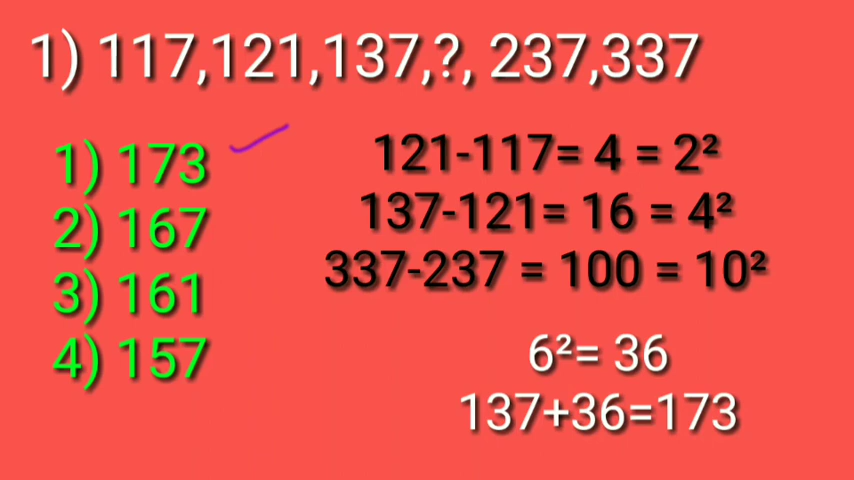 1) 117,121,137,?, 237,337
1) 173
2) 167
3) 161
4) 157
121-117= 4 = 2²
137-121= 16 = 4²
337-237 = 100 = 10²
6²= 36
137+36=173